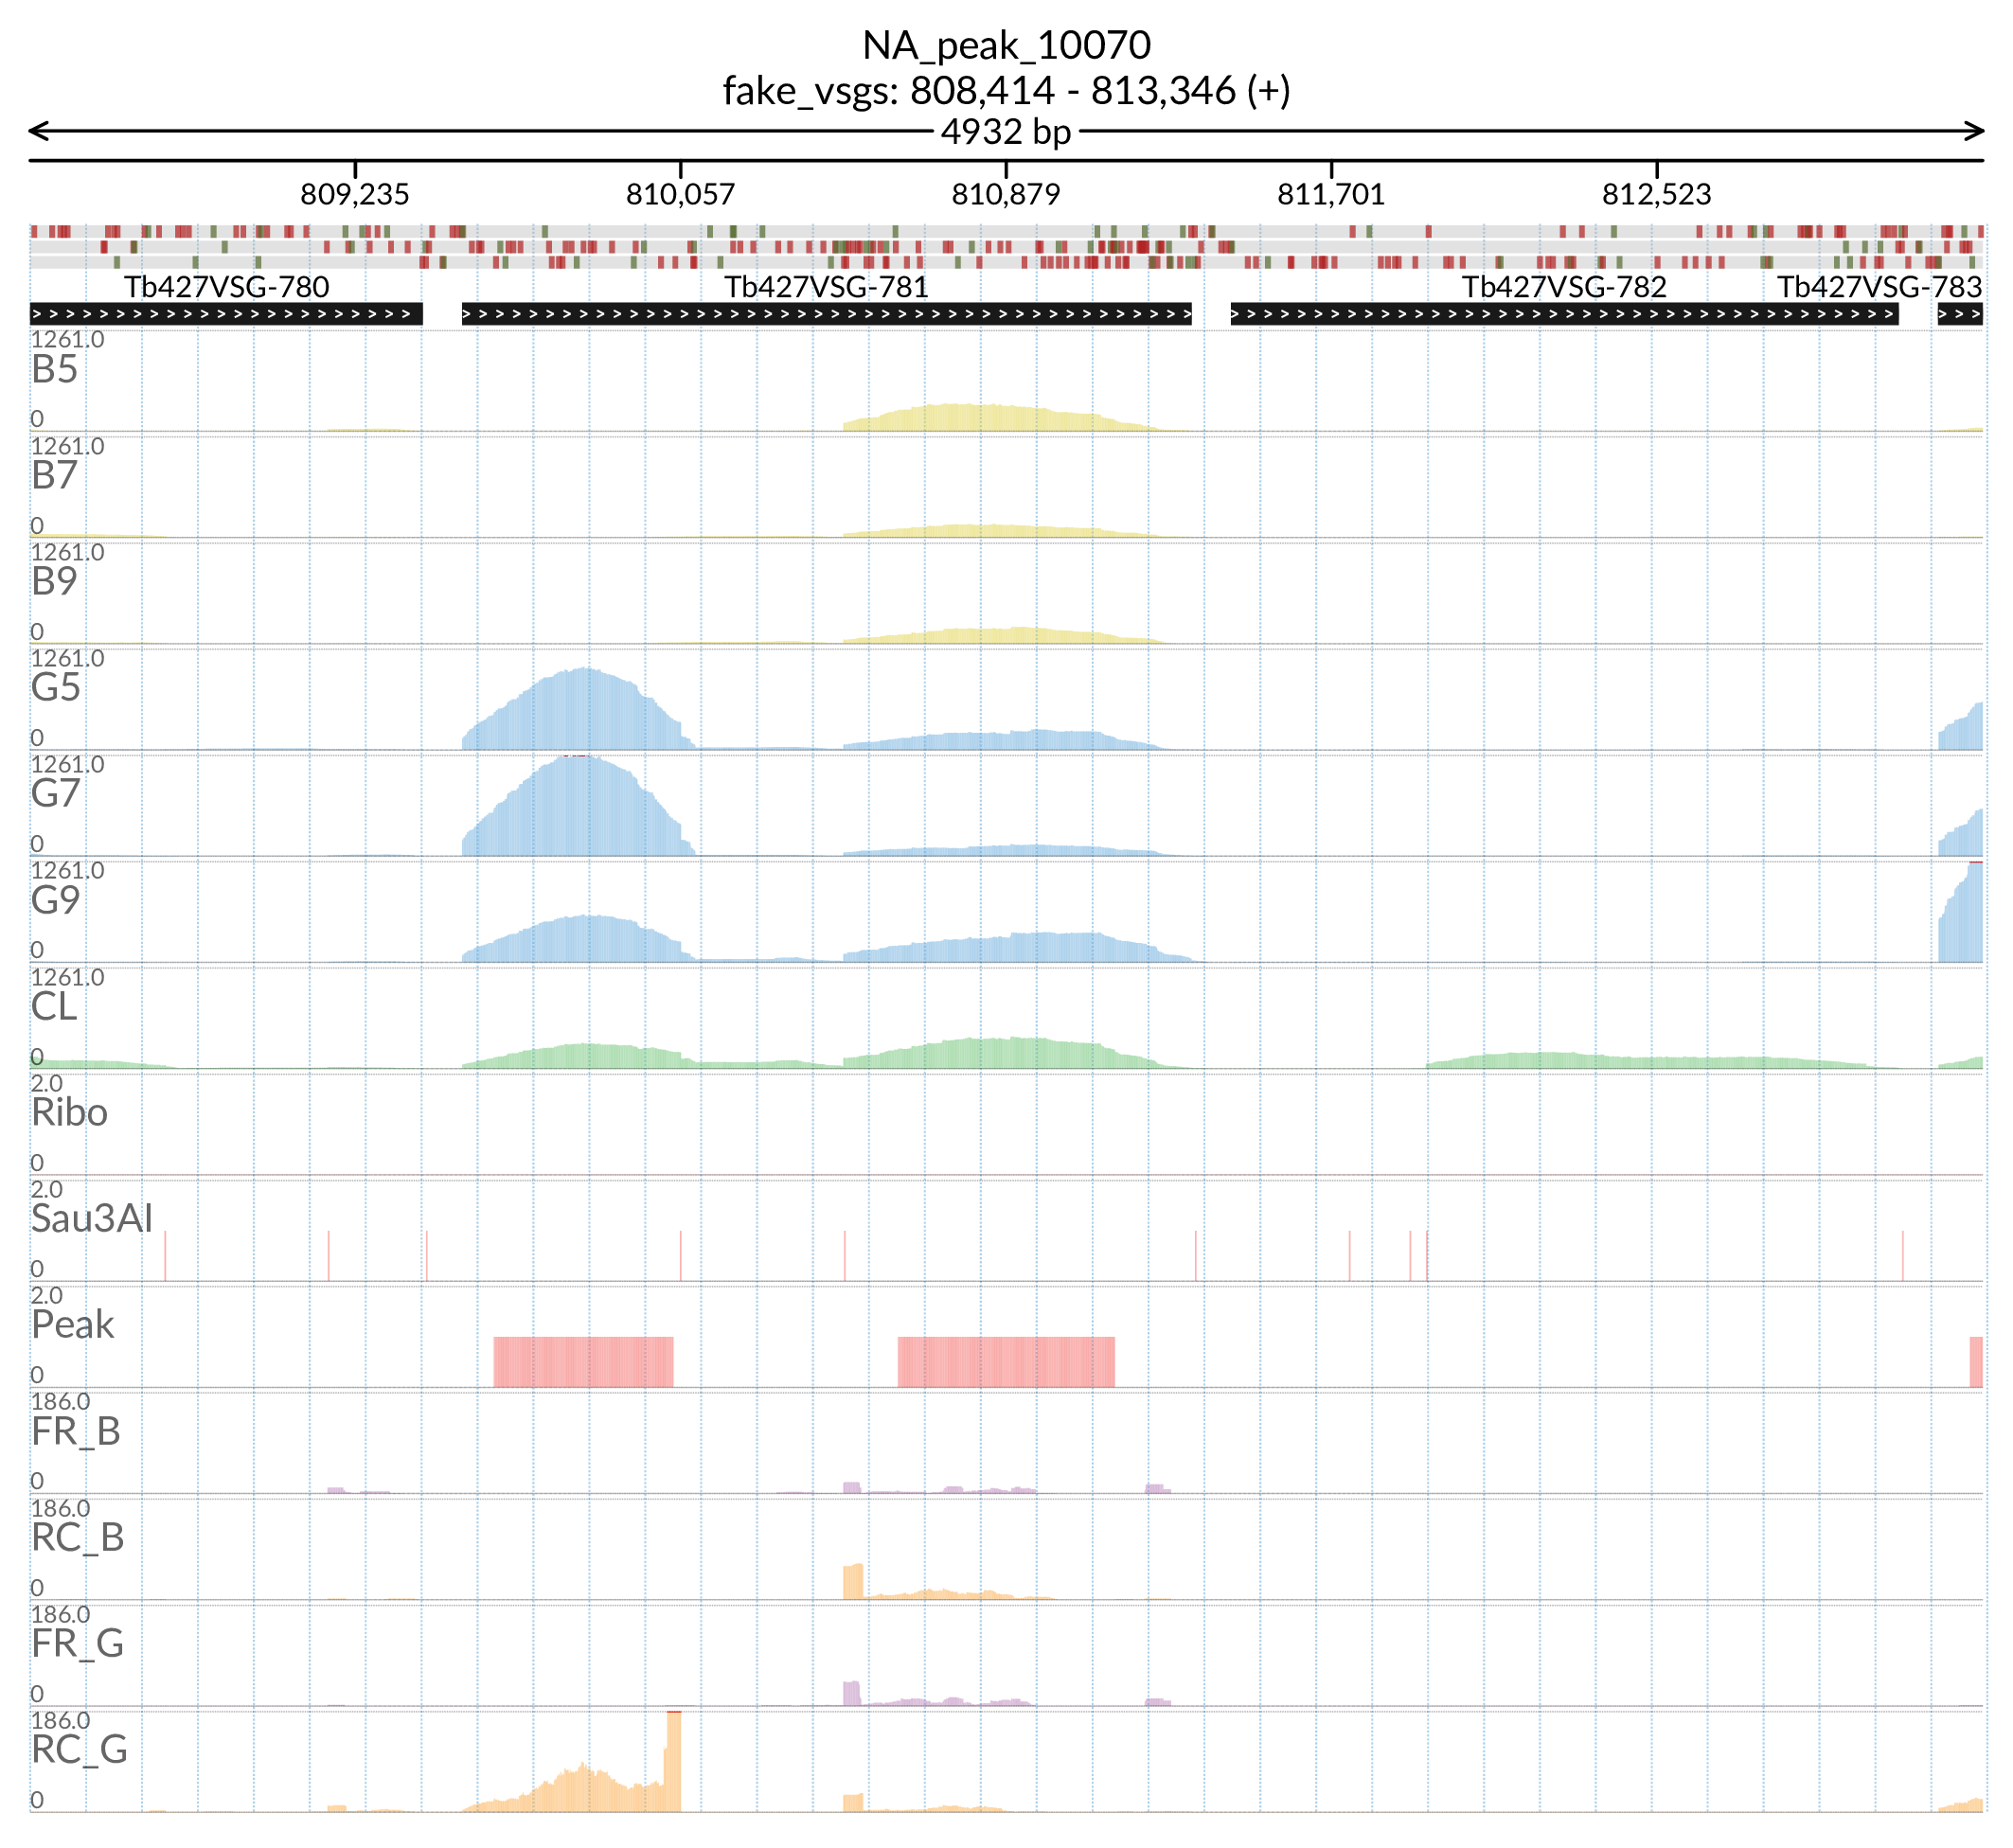 NA_peak_10070
fake_vsgs: 808,414 - 813,346 (+)
4932 bp
809,235 810,057 810,879 811,701 812,523
Tb427VSG-780 Tb427VSG-781 Tb427VSG-782 Tb427VSG-783
1261.0
B5
0
1261.0
B7
0
1261.0
B9
0
1261.0
G5
0
1261.0
G7
0
1261.0
G9
0
1261.0
CL
0
2.0
Ribo
0
2.0
Sau3AI
0
2.0
Peak
0
186.0
FR_B
0
186.0
RC_B
0
186.0
FR_G
0
186.0
RC_G
0